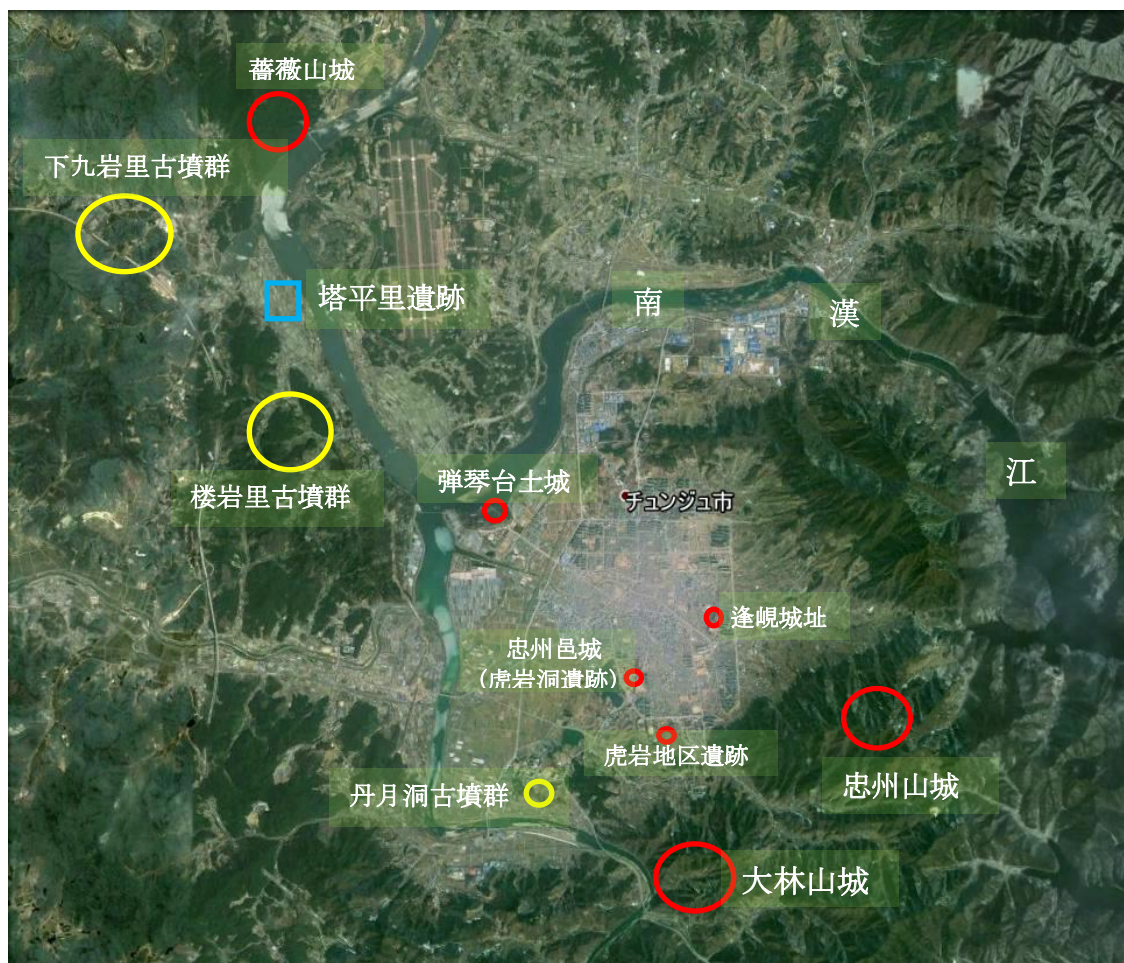 薔薇山城
下九岩里古墳群
塔平里遺跡
南
漢
江
楼岩里古墳群
弾琴台土城
チュンジュ市
逢峴城址
忠州邑城
(虎岩洞遺跡)
虎岩地区遺跡
忠州山城
丹月洞古墳群
大林山城